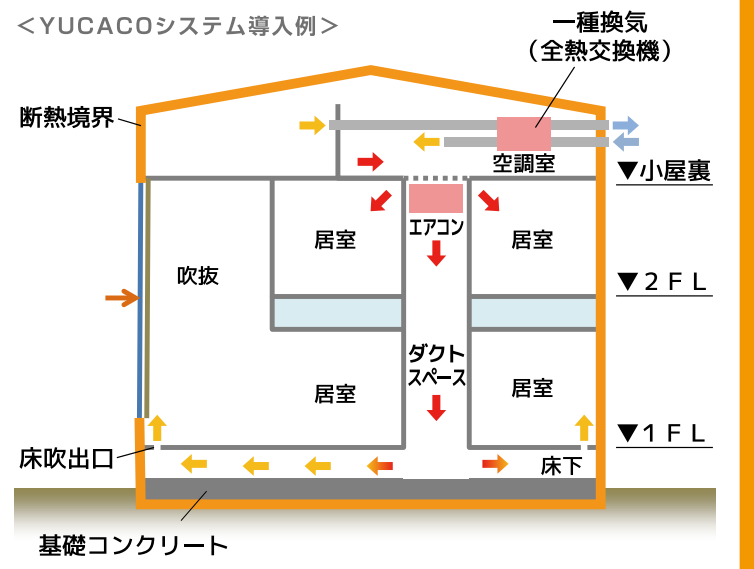 ＜YUCACOシステム導入例＞
一種換気
（全熱交換機）
断熱境界
空調室
▼小屋裏
エアコン
居室
居室
吹抜
▼２ＦＬ
ダクト
スペース
居室
居室
▼１ＦＬ
床吹出口
床下
基礎コンクリート